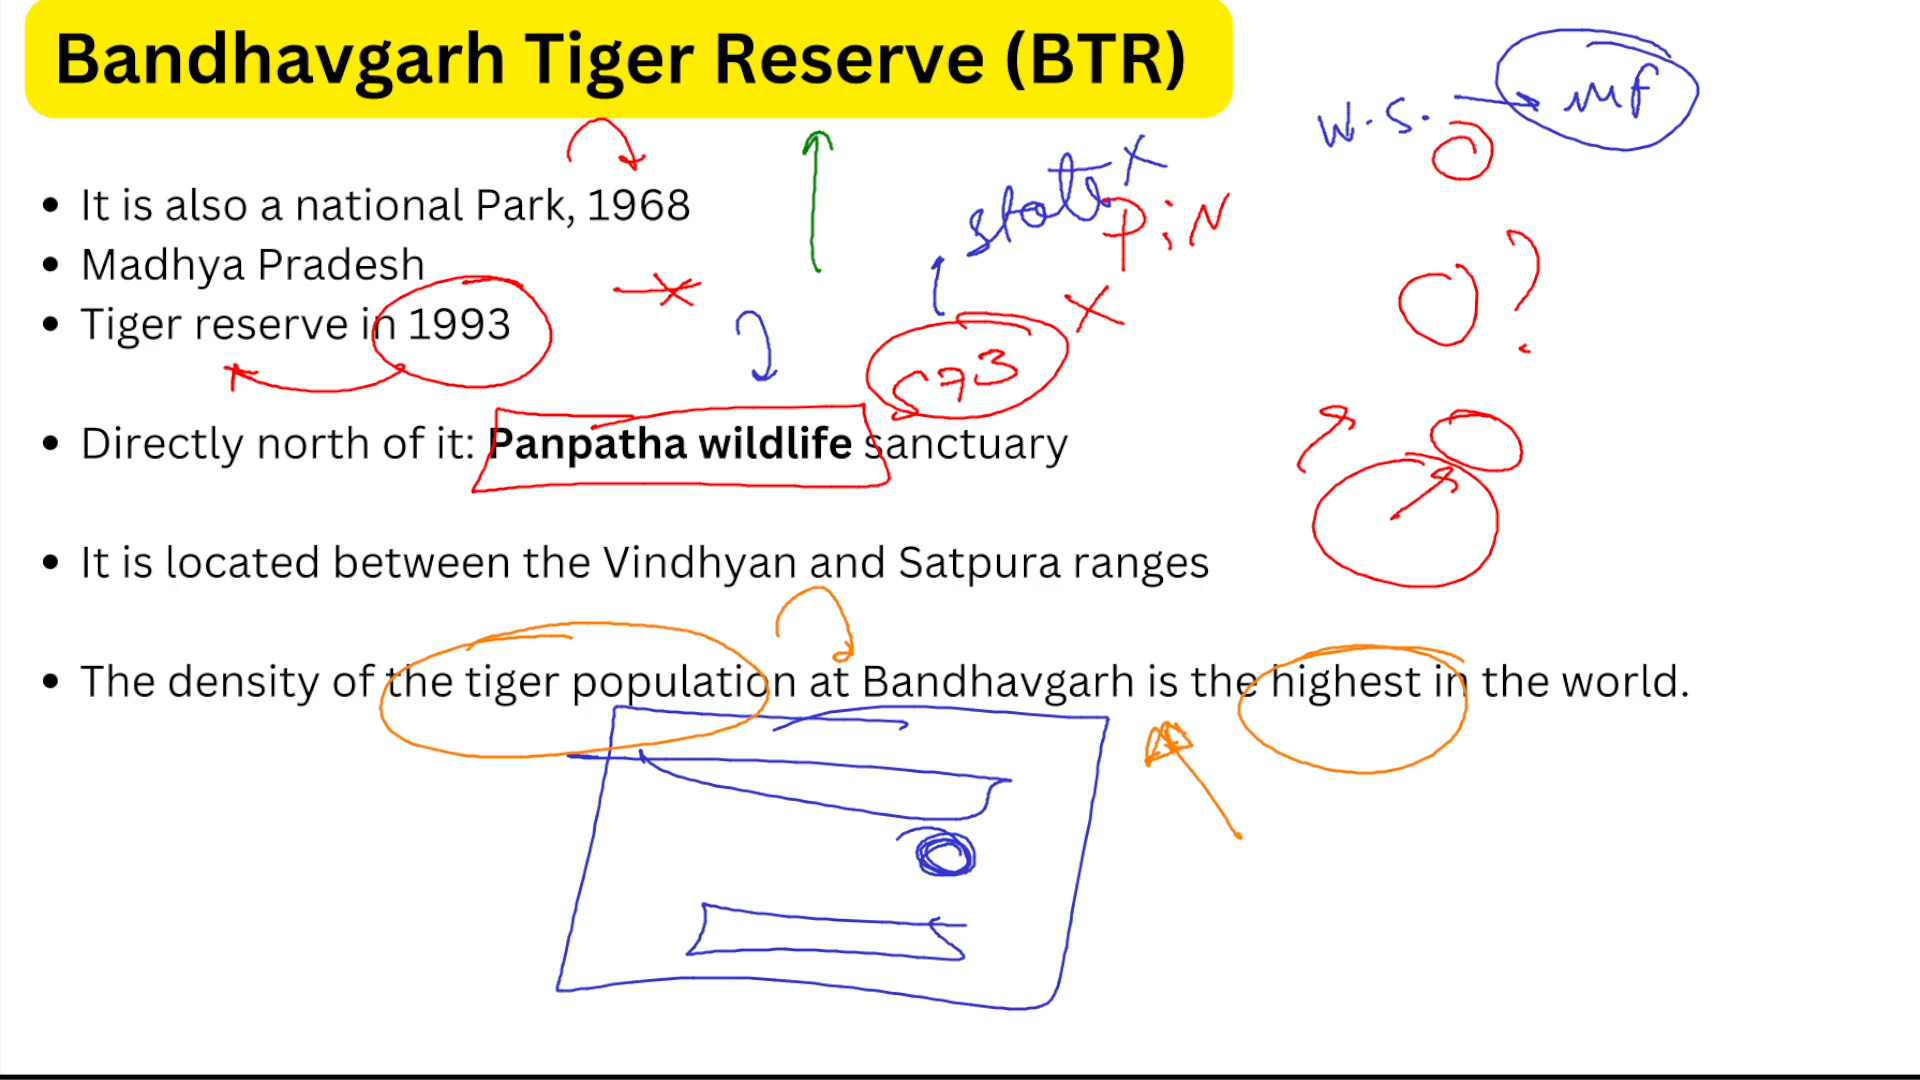 Bandhavgarh Tiger Reserve (BTR)
W.S.
state
PiN
• It is also a national Park, 1968
• Madhya Pradesh
• Tiger reserve in 1993
• Directly north of it: Panpatha wildlife sanctuary
• It is located between the Vindhyan and Satpura ranges
• The density of the tiger population at Bandhavgarh is the highest in the world.